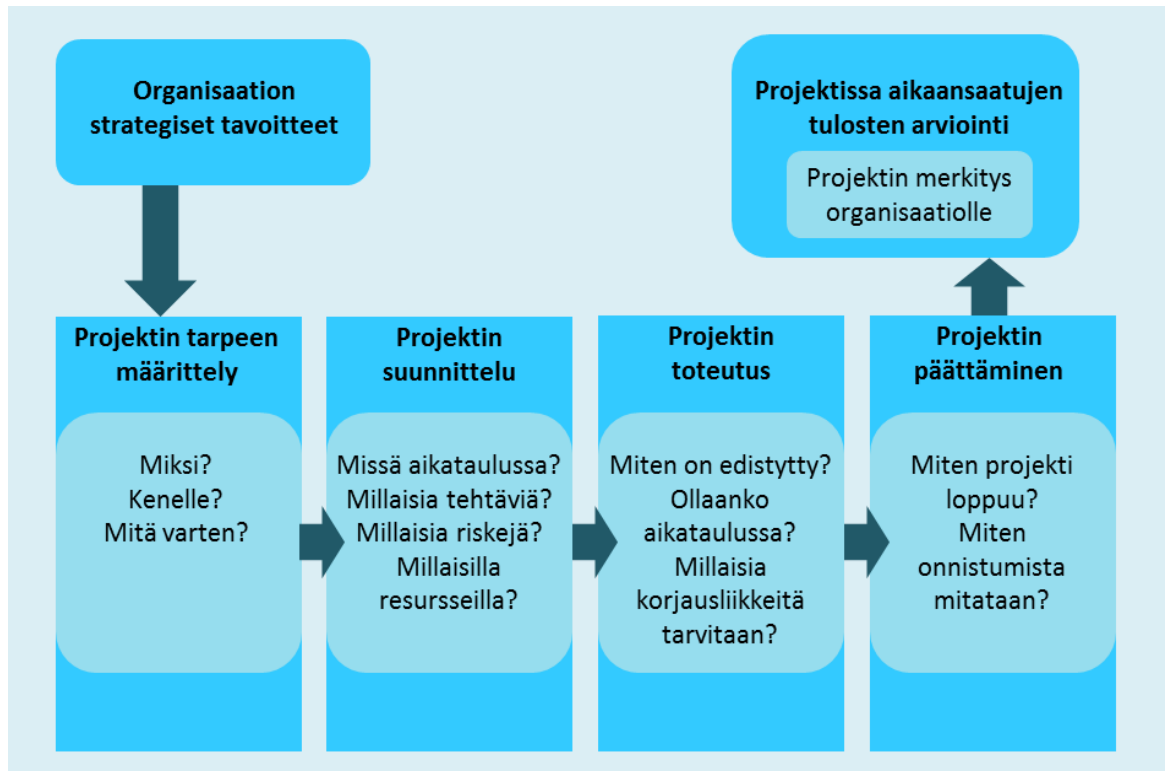 Organisaation
strategiset tavoitteet
Projektissa aikaansaatujen
tulosten arviointi
Projektin merkitys
organisaatiolle
Projektin tarpeen
määrittely
Miksi?
Kenelle?
Mitä varten?
Projektin
suunnittelu
Missä aikataulussa?
Millaisia tehtäviä?
Millaisia riskejä?
Millaisilla
resursseilla?
Projektin
toteutus
Miten on edistytty?
Ollaanko
aikataulussa?
Millaisia
korjausliikkeitä
tarvitaan?
Projektin
päättäminen
Miten projekti
loppuu?
Miten
onnistumista
mitataan?